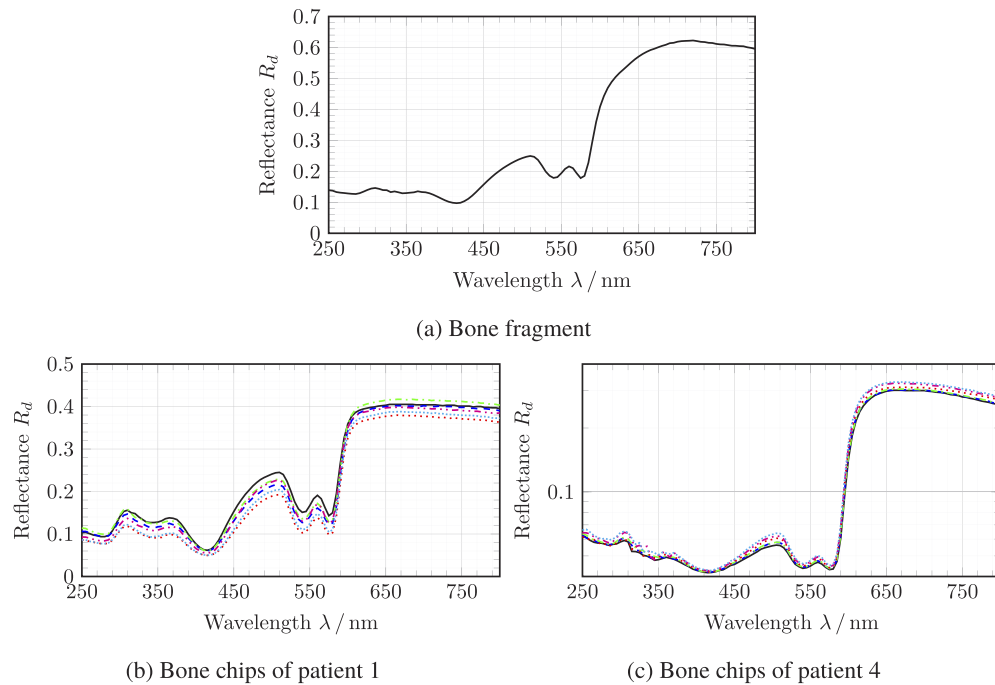 0.7
0.6
0.5
0.4
0.3
0.2
0.1
0
Reflectance R_d
250 350 450 550 650 750
Wavelength λ / nm
(a) Bone fragment
0.5
0.4
0.3
0.2
0.1
0
Reflectance R_d
250 350 450 550 650 750
Wavelength λ / nm
(b) Bone chips of patient 1
0.1
Reflectance R_d
250 350 450 550 650 750
Wavelength λ / nm
(c) Bone chips of patient 4